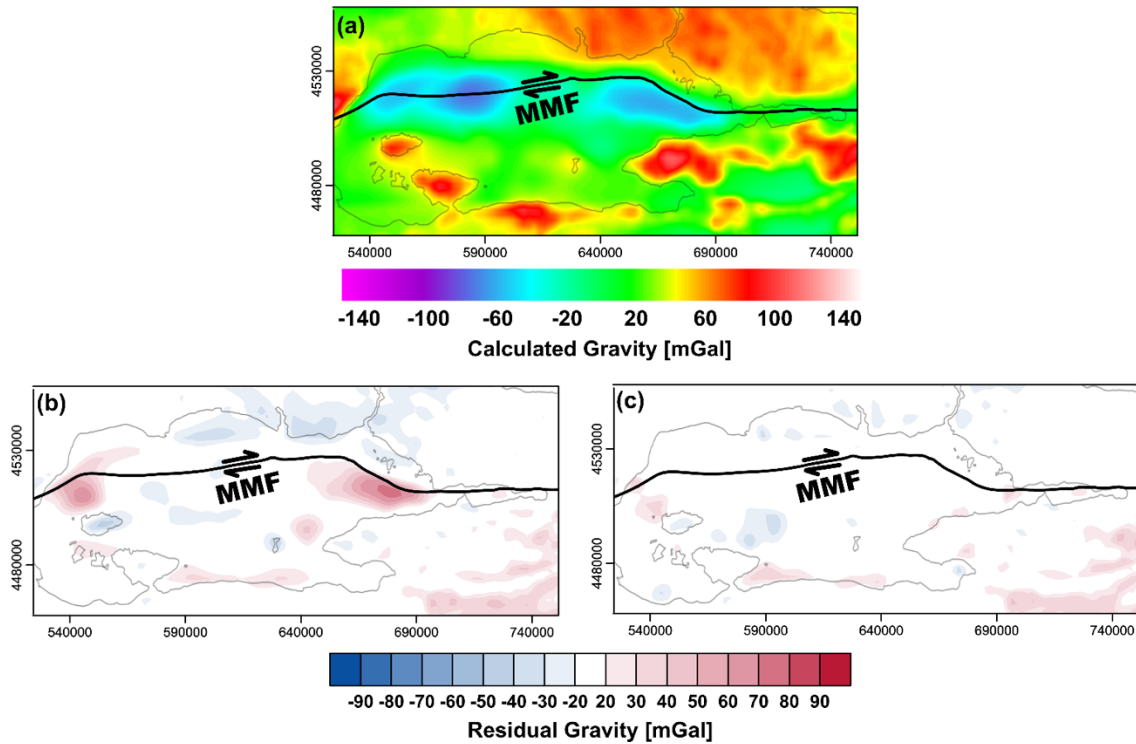 (a)
4530000
4480000
MMF
540000 590000 640000 690000 740000
-140 -100 -60 -20 20 60 100 140
Calculated Gravity [mGal]
(b)
4530000
4480000
MMF
540000 590000 640000 690000 740000
(c)
4530000
4480000
MMF
540000 590000 640000 690000 740000
-90 -70 -60 -50 -40 -30 -20 20 30 40 50 60 70 80 90
Residual Gravity [mGal]